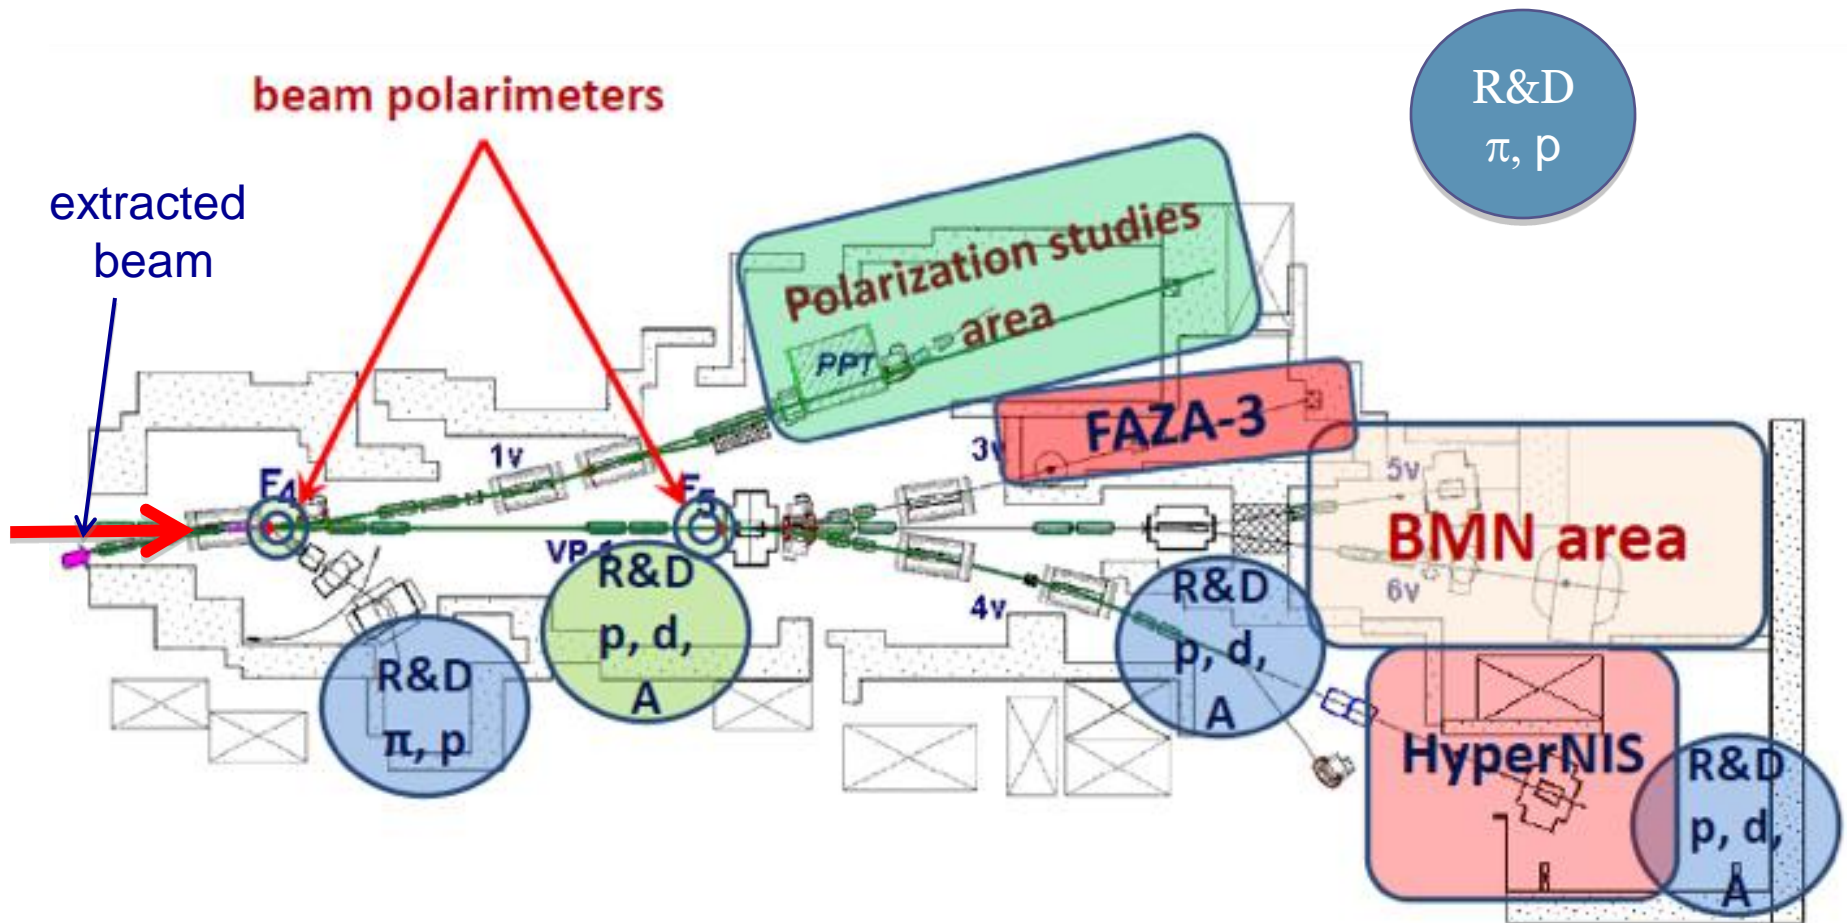 R&D
π, p
beam polarimeters
extracted
beam
Polarization studies
area
PPT
FAZA-3
1v
3v
F4
F5
5v
BMN area
6v
VP-1
4v
R&D
p, d,
A
R&D
p, d,
A
R&D
π, p
HyperNIS
R&D
p, d,
A